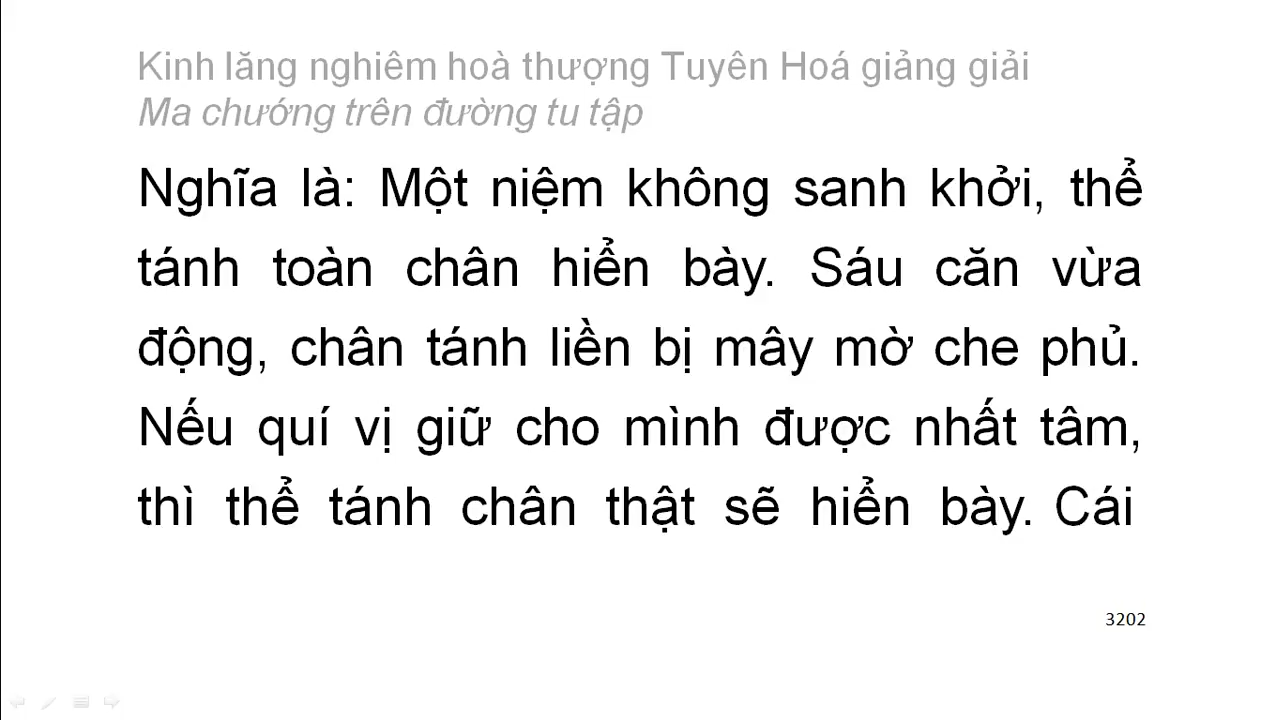 Kinh lăng nghiêm hoà thượng Tuyên Hoá giảng giải
Ma chướng trên đường tu tập
Nghĩa là: Một niệm không sanh khởi, thể
tánh toàn chân hiển bày. Sáu căn vừa
động, chân tánh liền bị mây mờ che phủ.
Nếu quí vị giữ cho mình được nhất tâm,
thì thể tánh chân thật sẽ hiển bày. Cái
3202